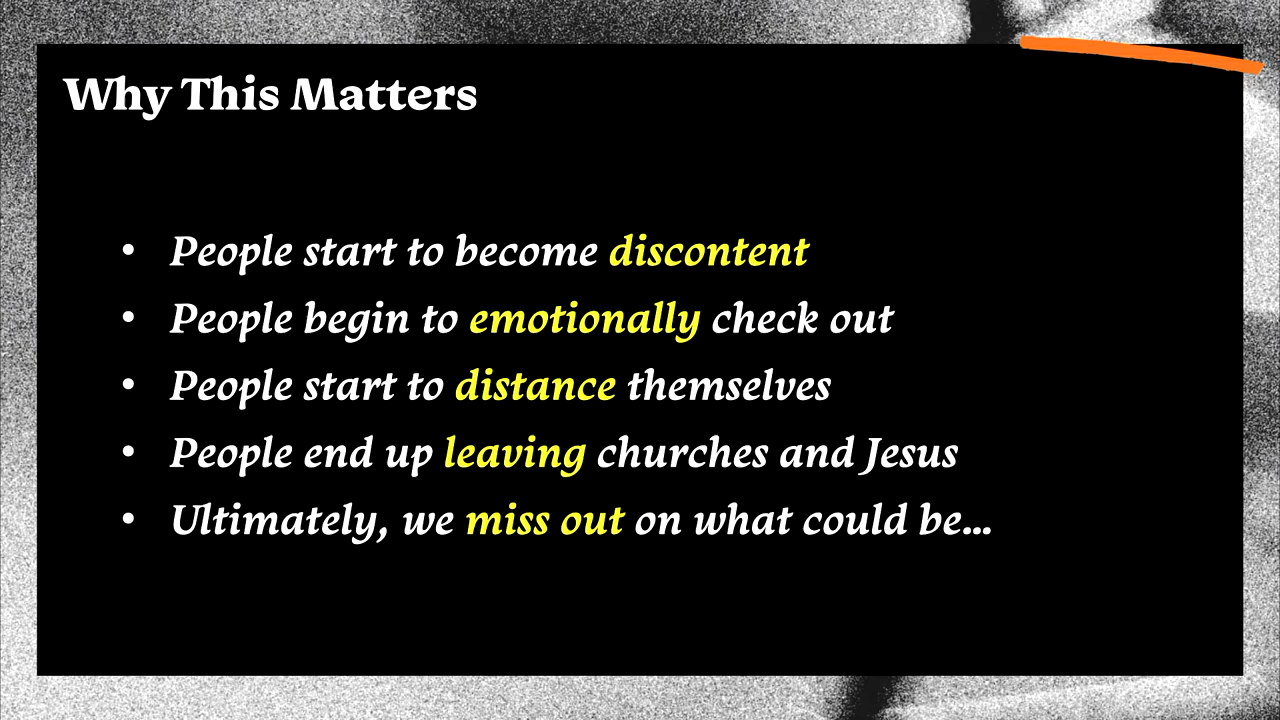 Why This Matters
• People start to become discontent
• People begin to emotionally check out
• People start to distance themselves
• People end up leaving churches and Jesus
• Ultimately, we miss out on what could be...